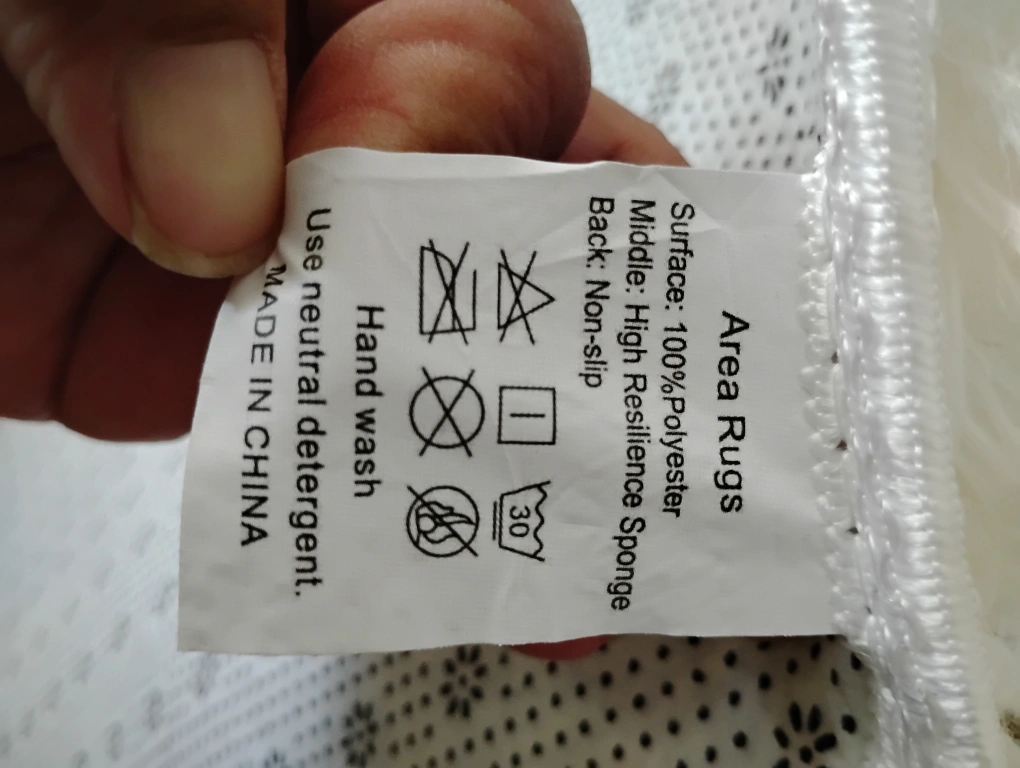 Area Rugs
Surface: 100%Polyester
Middle: High Resilience Sponge
Back: Non-slip
30
Hand wash
Use neutral detergent.
MADE IN CHINA